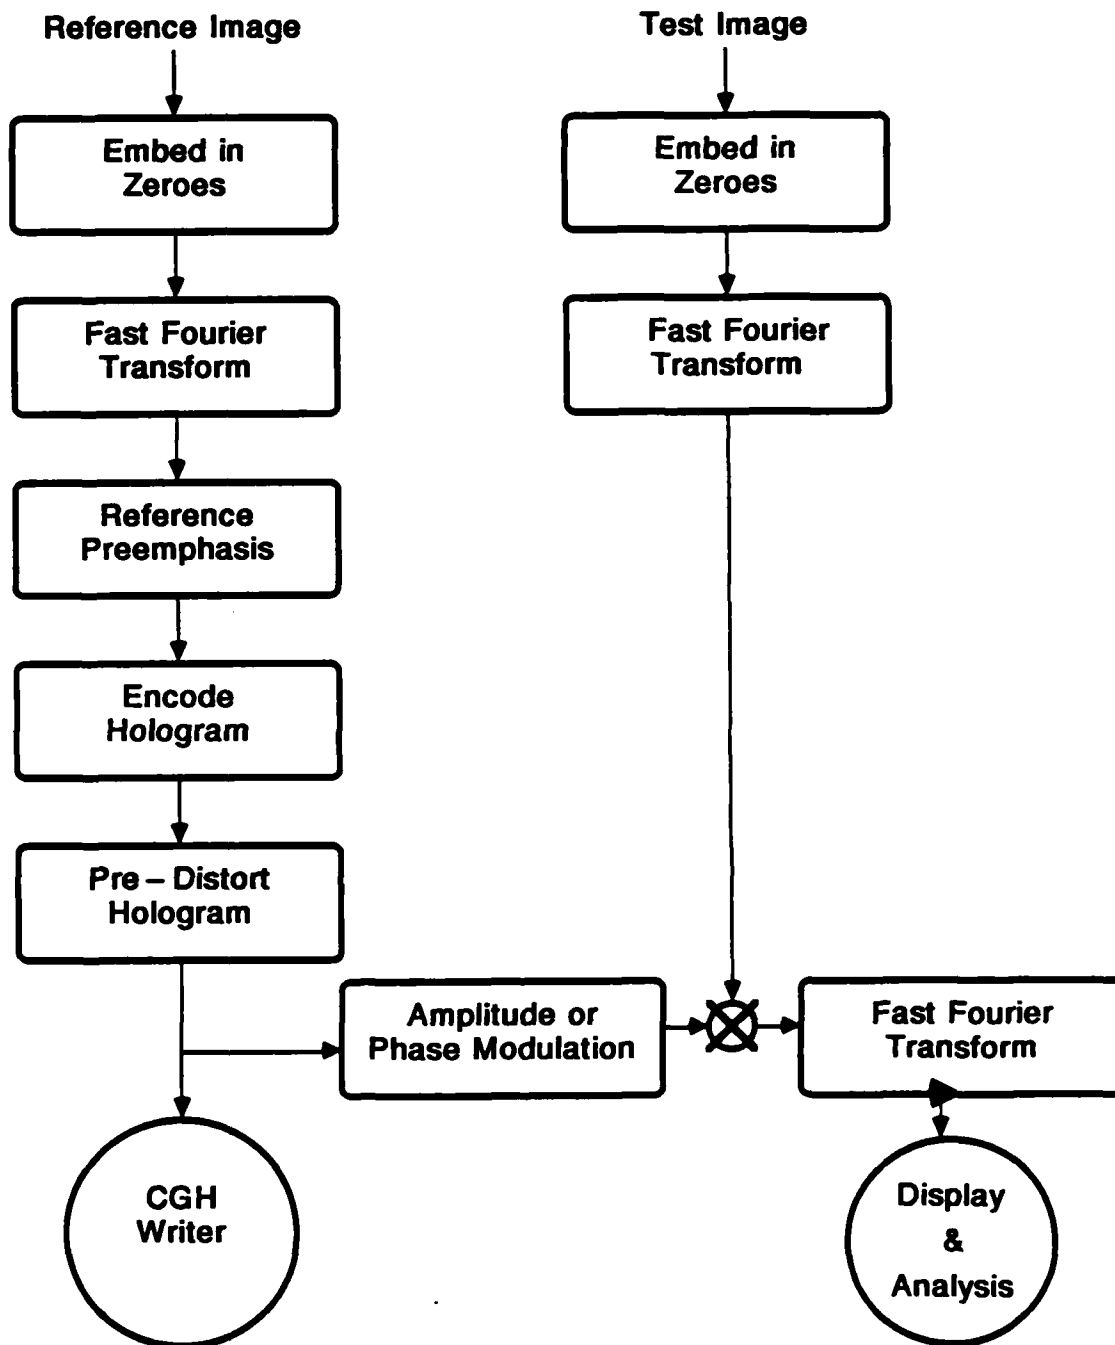 Reference Image
Embed in
Zeroes
Fast Fourier
Transform
Reference
Preemphasis
Encode
Hologram
Pre – Distort
Hologram
CGH
Writer
Amplitude or
Phase Modulation
Test Image
Embed in
Zeroes
Fast Fourier
Transform
Fast Fourier
Transform
Display
&
Analysis